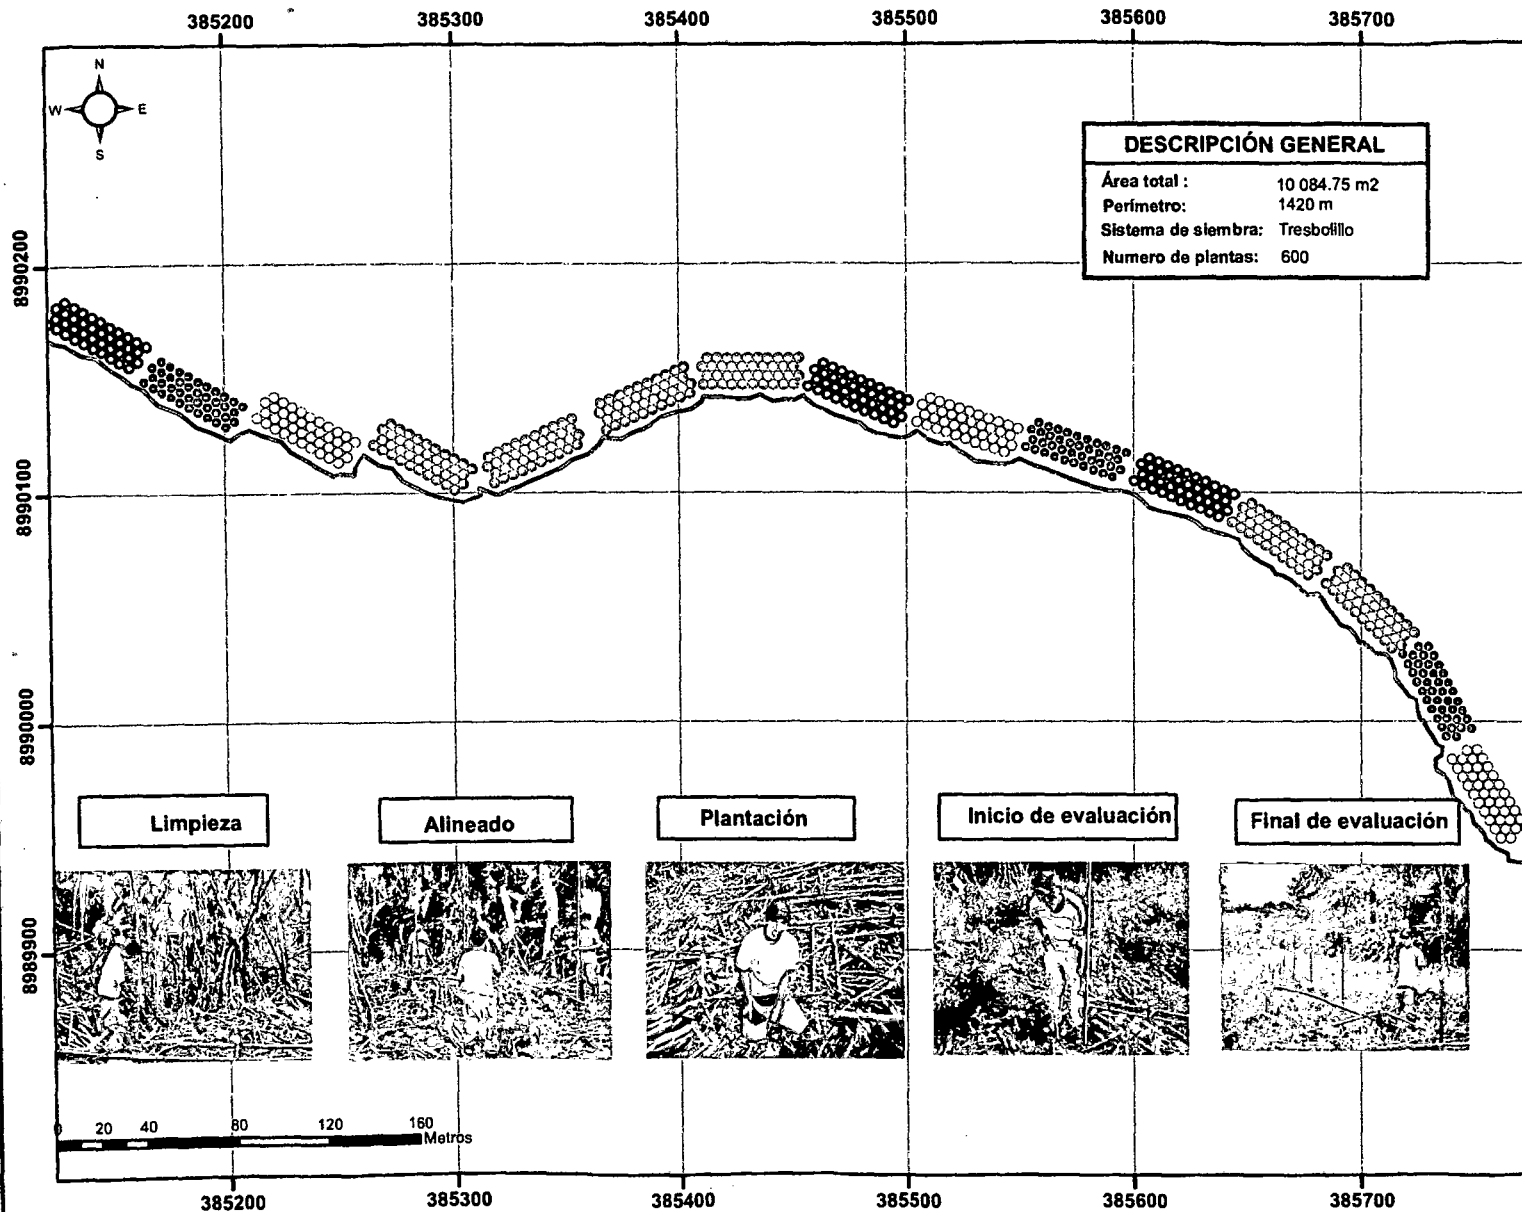 385200 385300 385400 385500 385600 385700
N
W E
S
DESCRIPCIÓN GENERAL
Área total : 10 084.75 m2
Perímetro: 1420 m
Sistema de siembra: Tresbolillo
Numero de plantas: 600
8990200
8990100
8990000
8989900
Limpieza
Alineado
Plantación
Inicio de evaluación
Final de evaluación
0 20 40 80 120 160
Metros
385200 385300 385400 385500 385600 385700